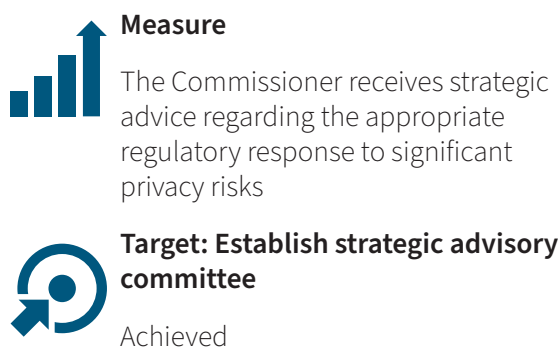 Measure
The Commissioner receives strategic
advice regarding the appropriate
regulatory response to significant
privacy risks
Target: Establish strategic advisory
committee
Achieved